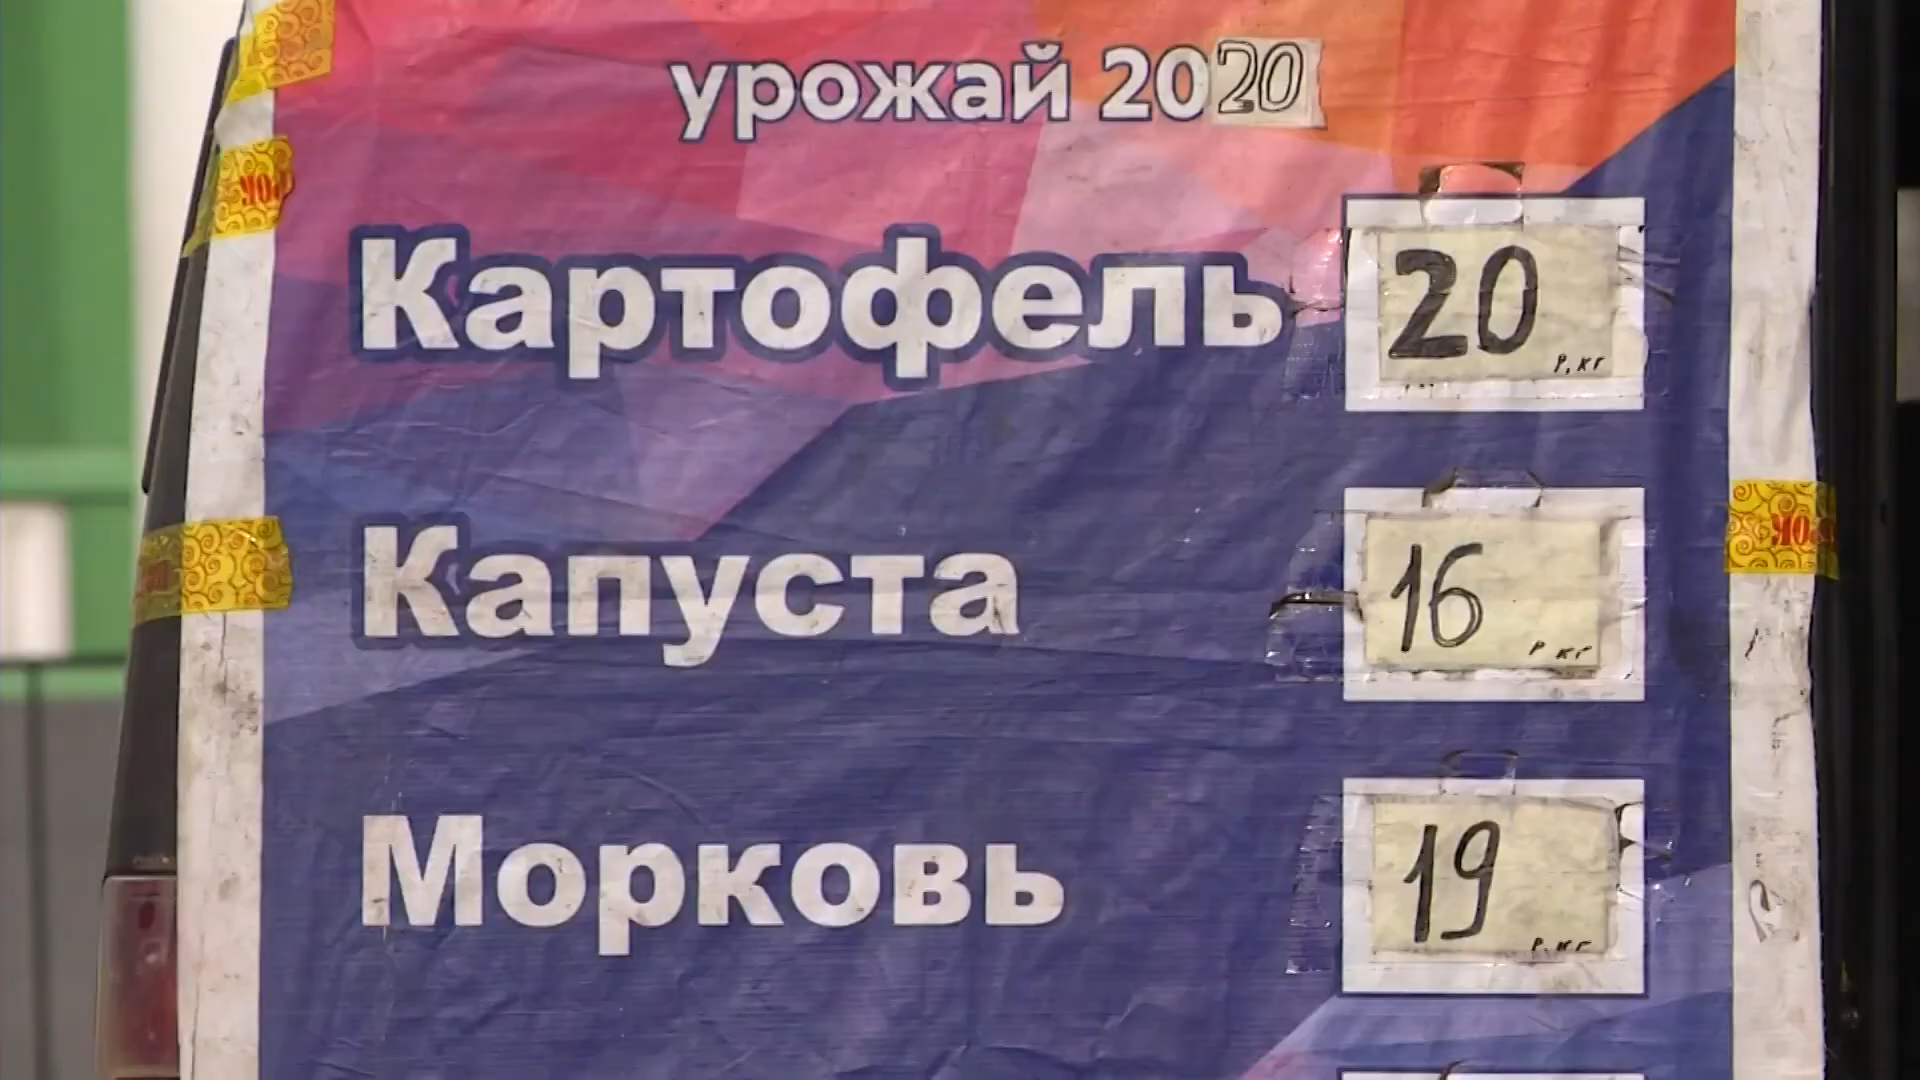 урожай 2020
Картофель 20 р, кг
Капуста 16 р кг
Морковь 19 р. кг